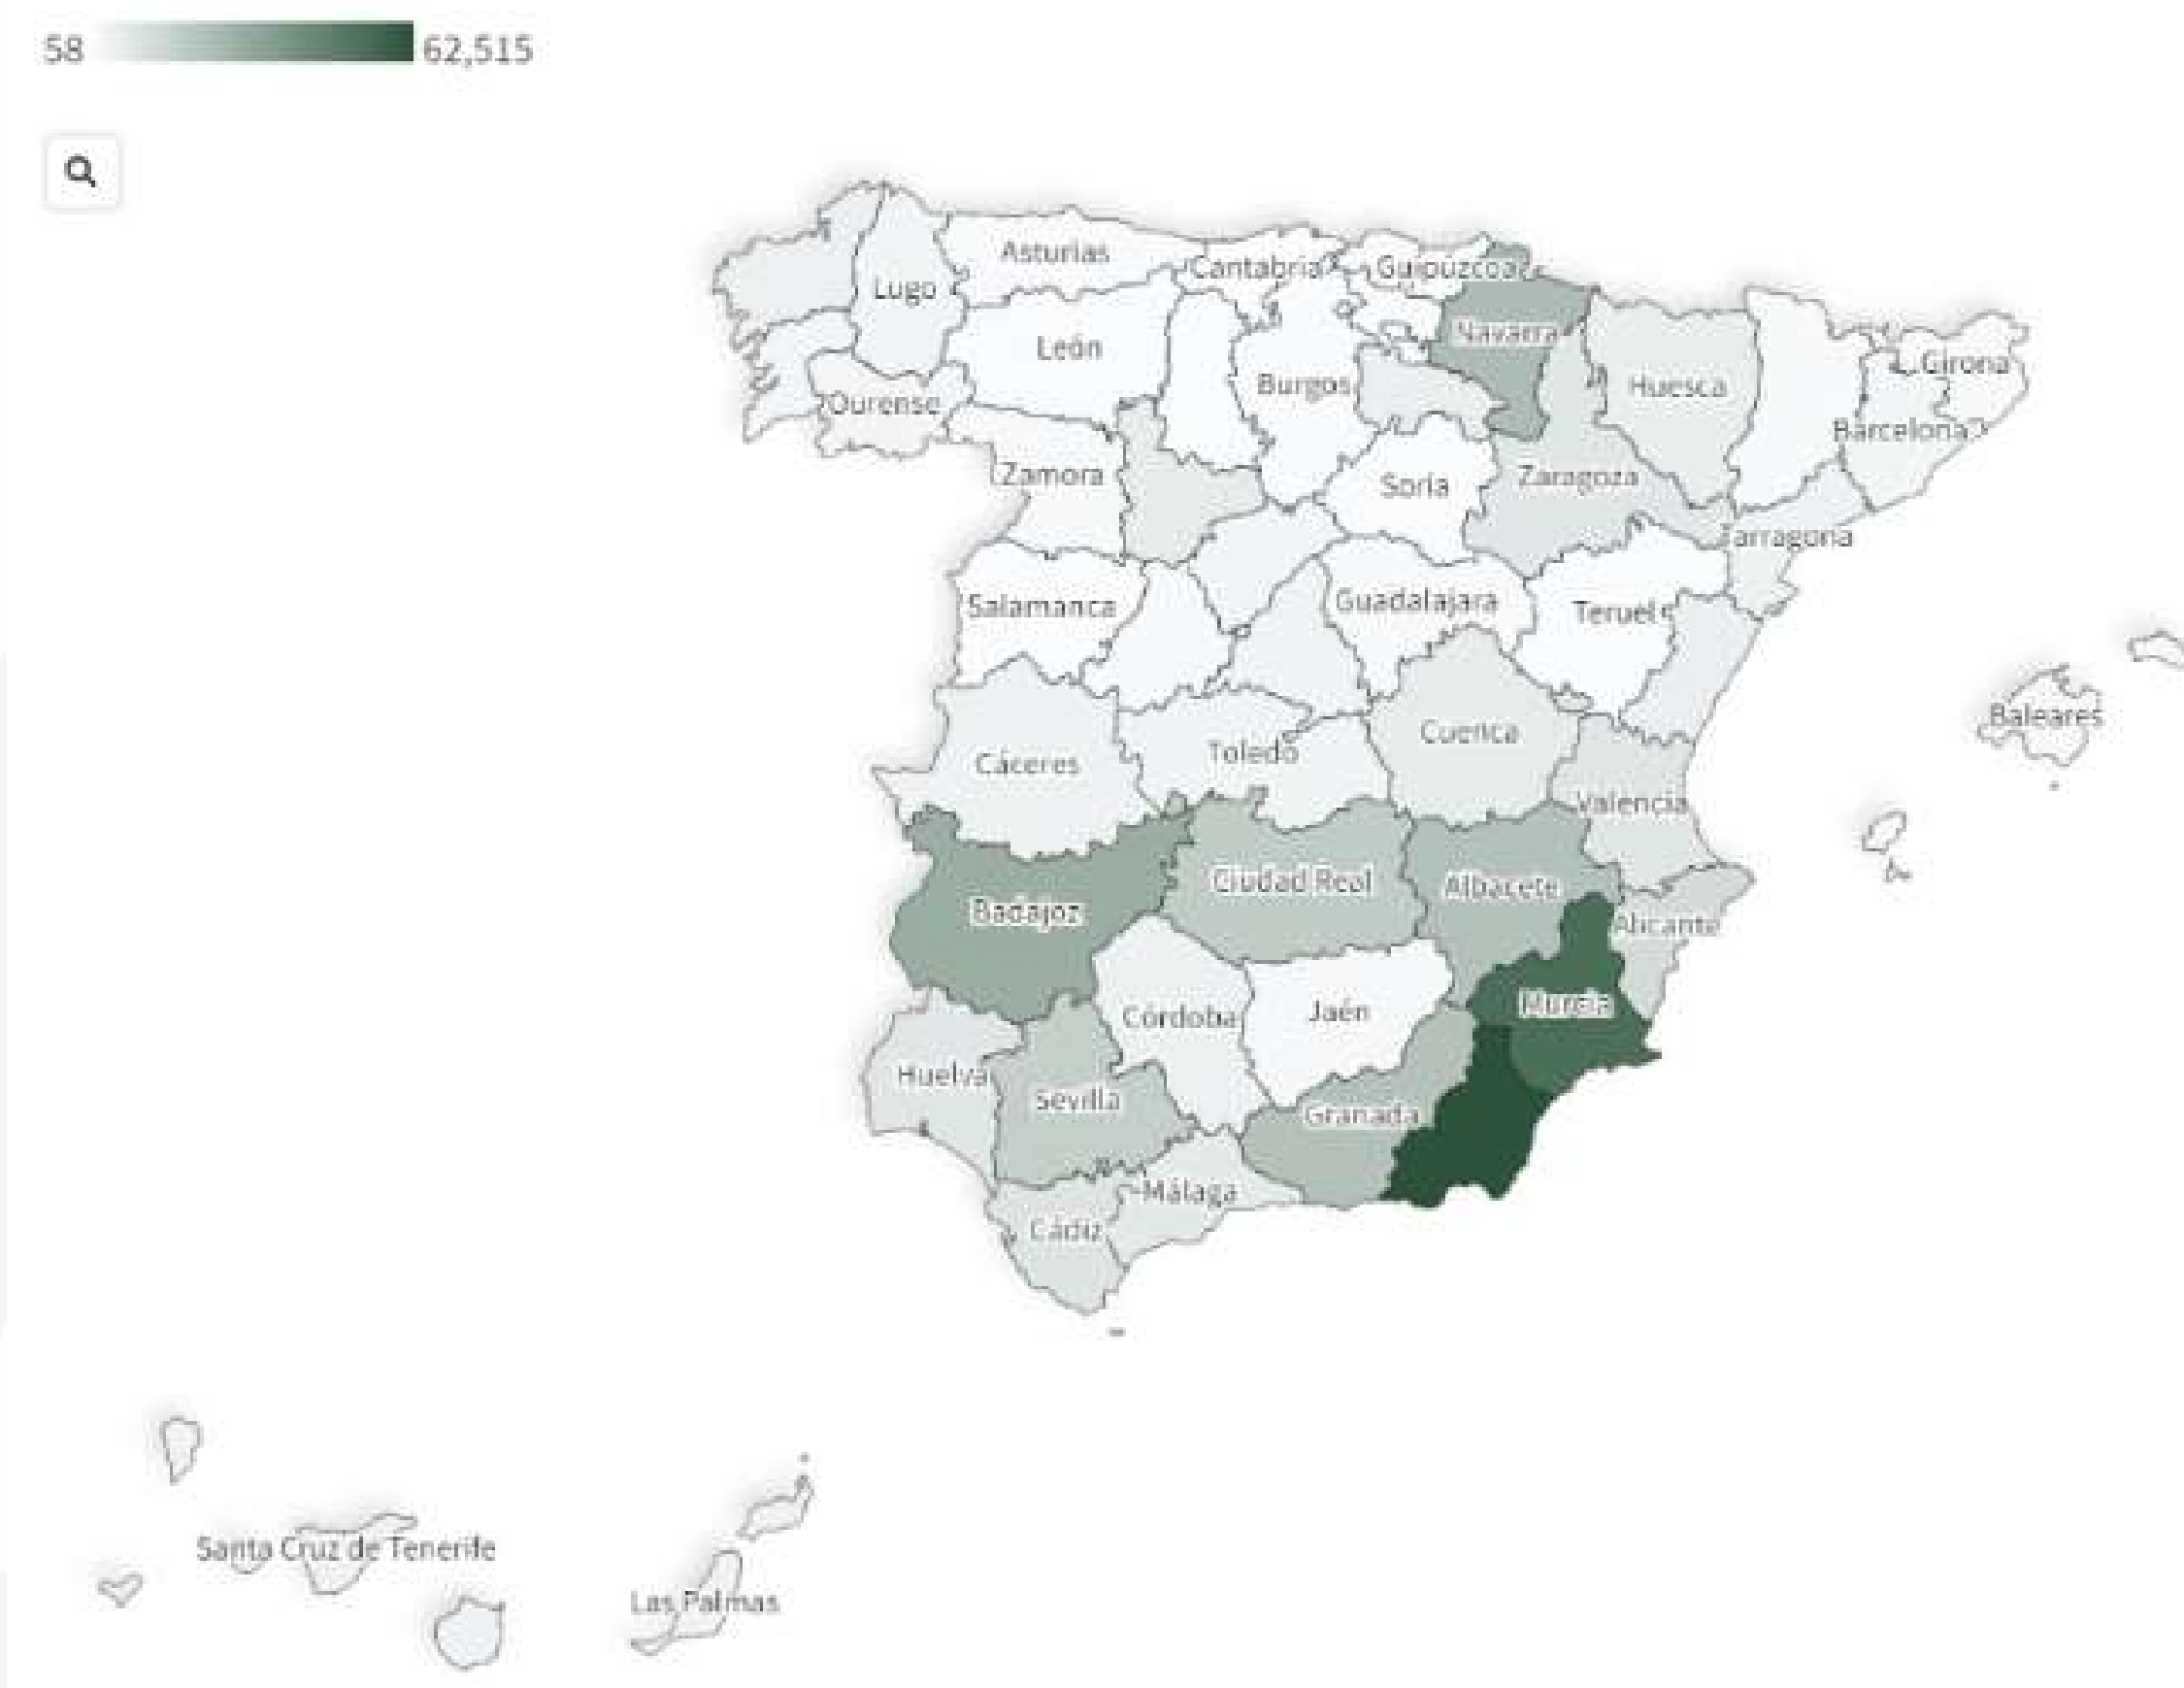 58 62,515
Asturias
Cantabria
Guipúzcoa
Lugo
Navarra
León
Girona
Burgos
Huesca
Ourense
Barcelona
Zamora
Soria
Zaragoza
Tarragona
Salamanca
Guadalajara
Teruel
Baleares
Cuenca
Toledo
Cáceres
Valencia
Ciudad Real
Albacete
Badajoz
Alicante
Murcia
Jaén
Córdoba
Huelva
Sevilla
Granada
Málaga
Cádiz
Santa Cruz de Tenerife
Las Palmas